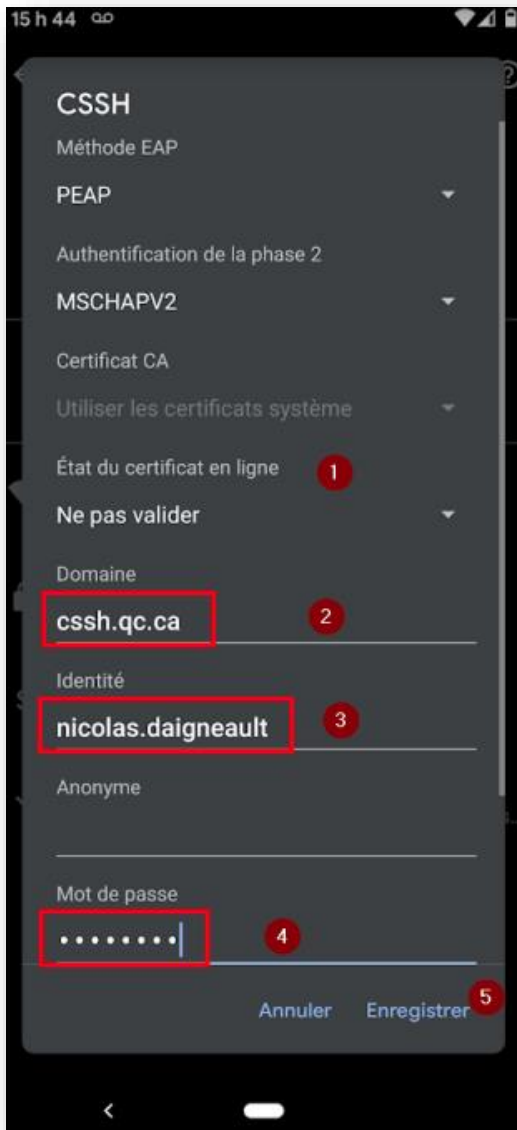 15 h 44
CSSH
Méthode EAP
PEAP
Authentification de la phase 2
MSCHAPV2
Certificat CA
Utiliser les certificats système
État du certificat en ligne 1
Ne pas valider
Domaine
cssh.qc.ca 2
Identité
nicolas.daigneault 3
Anonyme
Mot de passe
•••••••• 4
Annuler Enregistrer 5